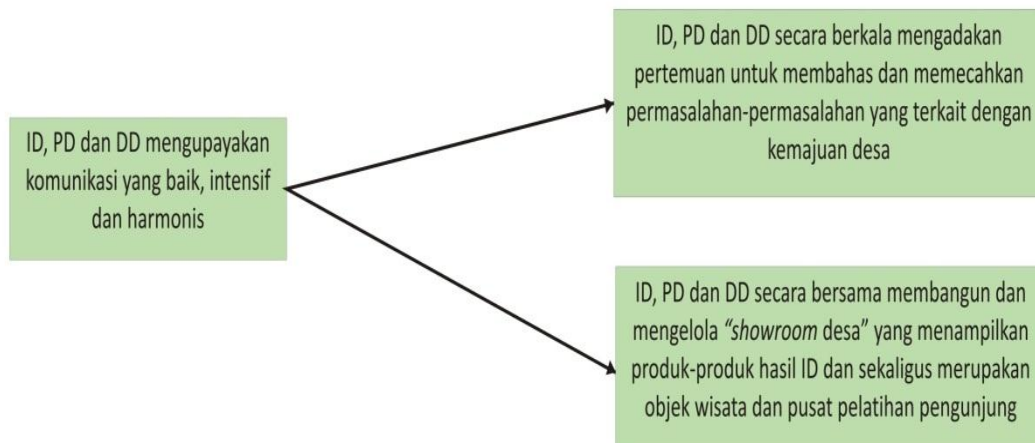 ID, PD dan DD mengupayakan
komunikasi yang baik, intensif
dan harmonis
ID, PD dan DD secara berkala mengadakan
pertemuan untuk membahas dan memecahkan
permasalahan-permasalahan yang terkait dengan
kemajuan desa
ID, PD dan DD secara bersama membangun dan
mengelola “showroom desa” yang menampilkan
produk-produk hasil ID dan sekaligus merupakan
objek wisata dan pusat pelatihan pengunjung